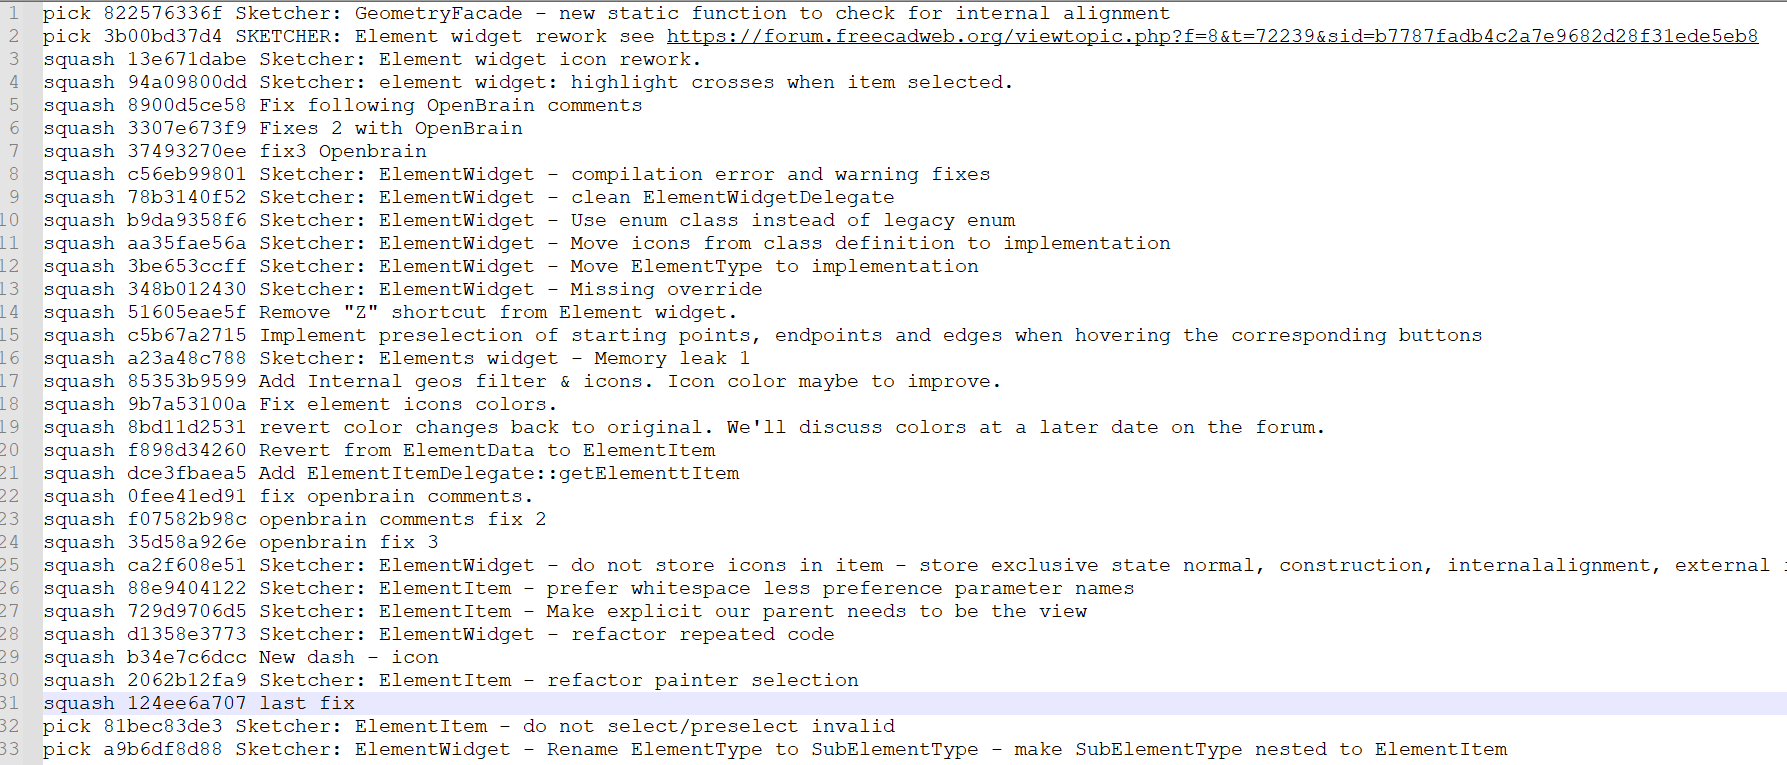 1 pick 822576336f Sketcher: GeometryFacade - new static function to check for internal alignment
2 pick 3b00bd37d4 SKETCHER: Element widget rework see https://forum.freecadweb.org/viewtopic.php?f=8&t=72239&sid=b7787fadb4c2a7e9682d28f31ede5eb8
3 squash 13e671dabe Sketcher: Element widget icon rework.
4 squash 94a09800dd Sketcher: element widget: highlight crosses when item selected.
5 squash 8900d5ce58 Fix following OpenBrain comments
6 squash 3307e673f9 Fixes 2 with OpenBrain
7 squash 37493270ee fix3 Openbrain
8 squash c56eb99801 Sketcher: ElementWidget - compilation error and warning fixes
9 squash 78b3140f52 Sketcher: ElementWidget - clean ElementWidgetDelegate
10 squash b9da9358f6 Sketcher: ElementWidget - Use enum class instead of legacy enum
11 squash aa35fae56a Sketcher: ElementWidget - Move icons from class definition to implementation
12 squash 3be653ccff Sketcher: ElementWidget - Move ElementType to implementation
13 squash 348b012430 Sketcher: ElementWidget - Missing override
14 squash 51605eae5f Remove "Z" shortcut from Element widget.
15 squash c5b67a2715 Implement preselection of starting points, endpoints and edges when hovering the corresponding buttons
16 squash a23a48c788 Sketcher: Elements widget - Memory leak 1
17 squash 85353b9599 Add Internal geos filter & icons. Icon color maybe to improve.
18 squash 9b7a53100a Fix element icons colors.
19 squash 8bd11d2531 revert color changes back to original. We'll discuss colors at a later date on the forum.
20 squash f898d34260 Revert from ElementData to ElementItem
21 squash dce3fbaea5 Add ElementItemDelegate::getElementtItem
22 squash 0fee41ed91 fix openbrain comments.
23 squash f07582b98c openbrain comments fix 2
24 squash 35d58a926e openbrain fix 3
25 squash ca2f608e51 Sketcher: ElementWidget - do not store icons in item - store exclusive state normal, construction, internalalignment, external
26 squash 88e9404122 Sketcher: ElementItem - prefer whitespace less preference parameter names
27 squash 729d9706d5 Sketcher: ElementItem - Make explicit our parent needs to be the view
28 squash d1358e3773 Sketcher: ElementWidget - refactor repeated code
29 squash b34e7c6dcc New dash - icon
30 squash 2062b12fa9 Sketcher: ElementItem - refactor painter selection
31 squash 124ee6a707 last fix
32 pick 81bec83de3 Sketcher: ElementItem - do not select/preselect invalid
33 pick a9b6df8d88 Sketcher: ElementWidget - Rename ElementType to SubElementType - make SubElementType nested to ElementItem